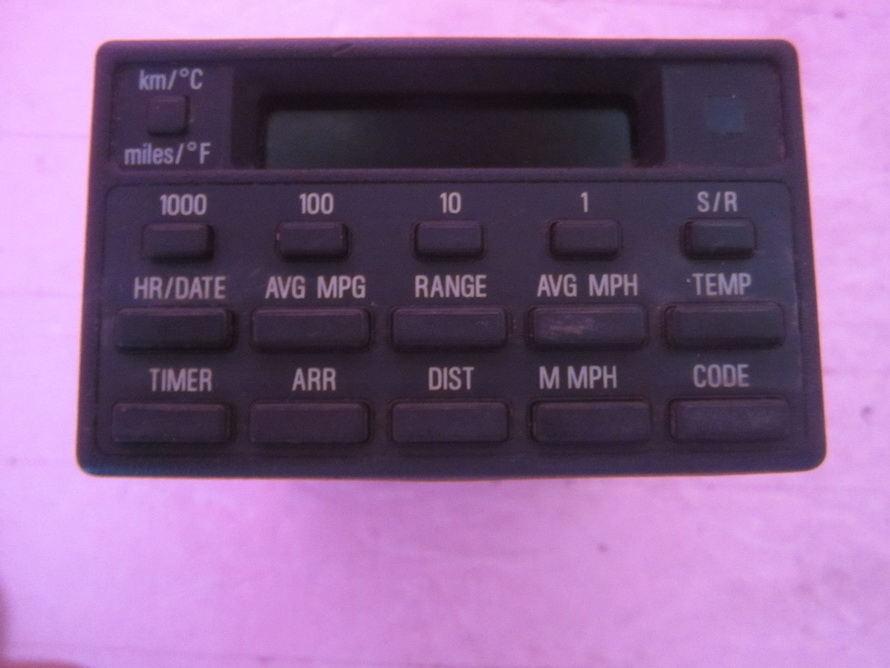 km/°C
miles/°F
1000 100 10 1 S/R
HR/DATE AVG MPG RANGE AVG MPH TEMP
TIMER ARR DIST M MPH CODE